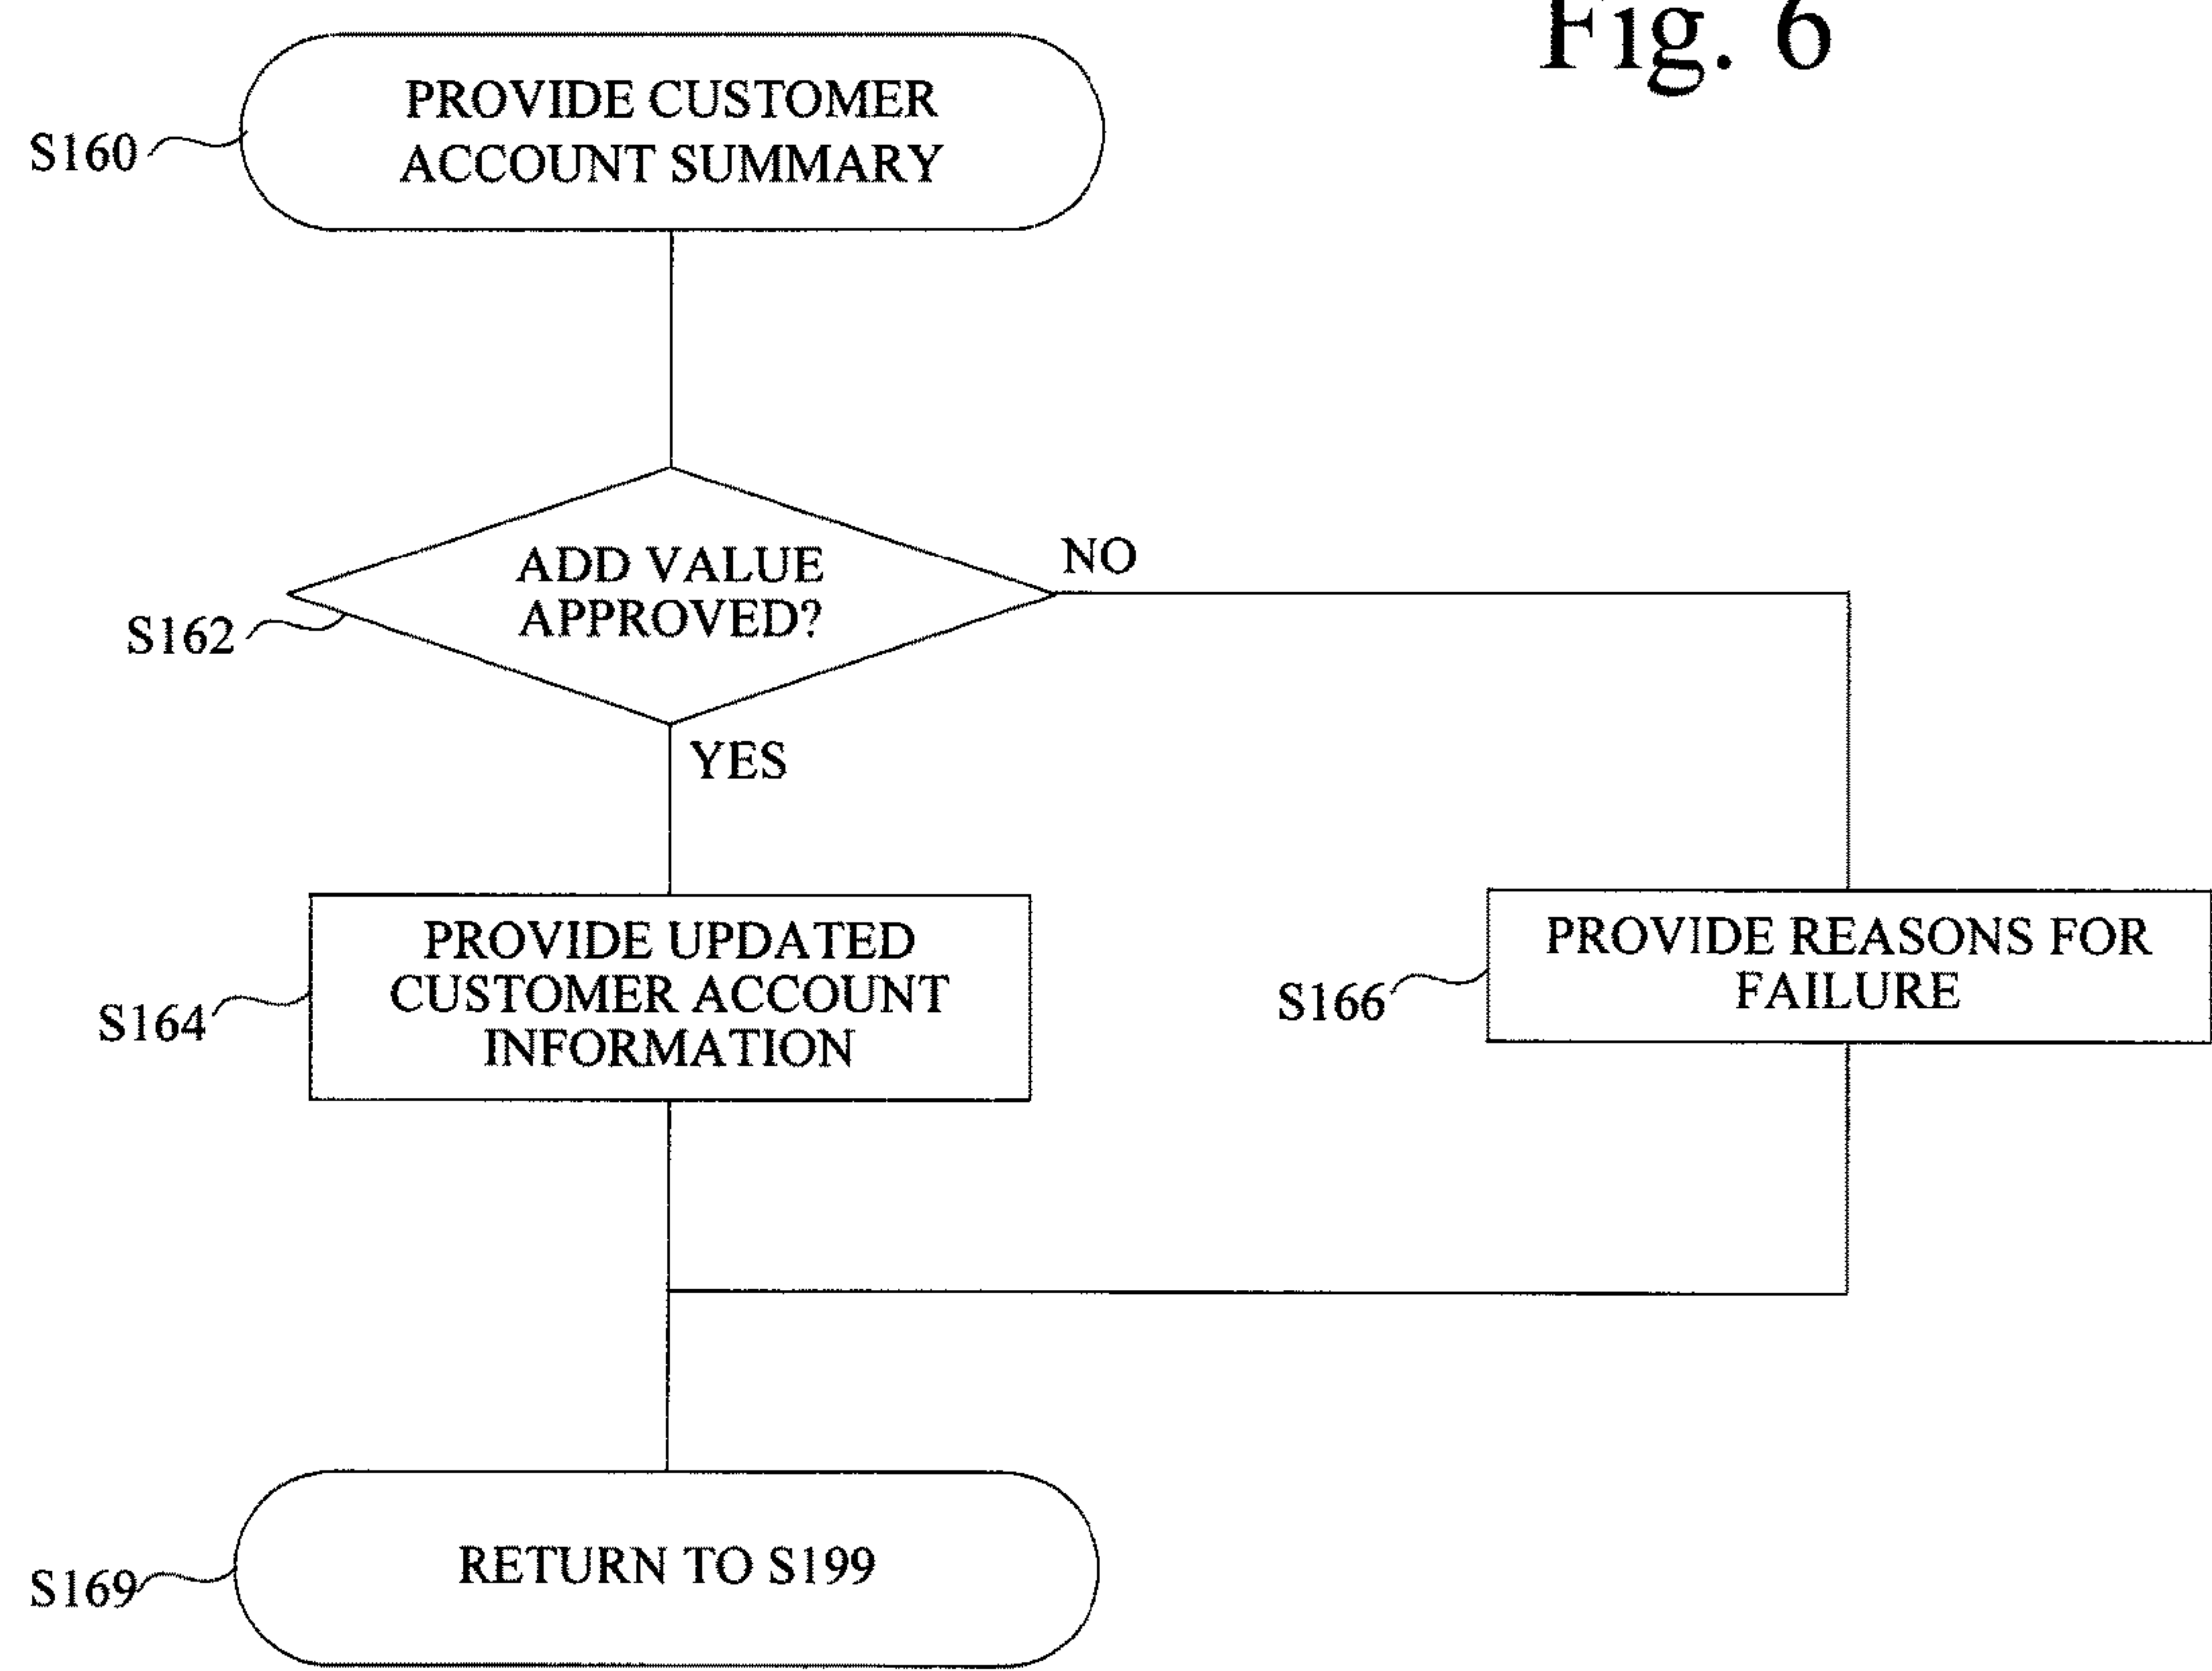 Fig. 6
PROVIDE CUSTOMER
ACCOUNT SUMMARY
S160
ADD VALUE
APPROVED?
NO
S162
YES
PROVIDE UPDATED
CUSTOMER ACCOUNT
INFORMATION
S164
PROVIDE REASONS FOR
FAILURE
S166
RETURN TO S199
S169